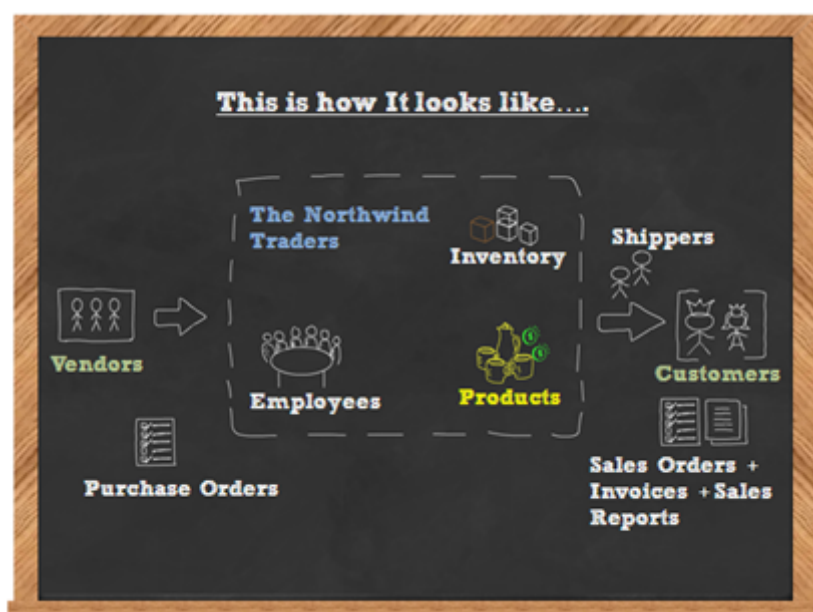 This is how It looks like....
The Northwind
Traders
Inventory
Shippers
Vendors
Employees
Products
Customers
Purchase Orders
Sales Orders +
Invoices +Sales
Reports